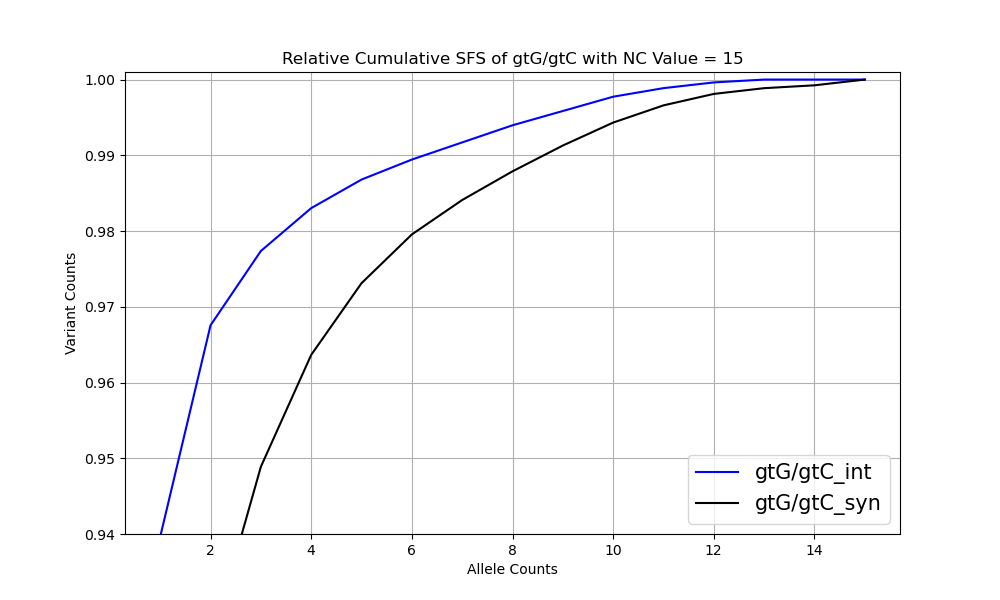 Relative Cumulative SFS of gtG/gtC with NC Value = 15
1.00
0.99
0.98
0.97
0.96
0.95
0.94
Variant Counts
2 4 6 8 10 12 14
Allele Counts
gtG/gtC_int
gtG/gtC_syn